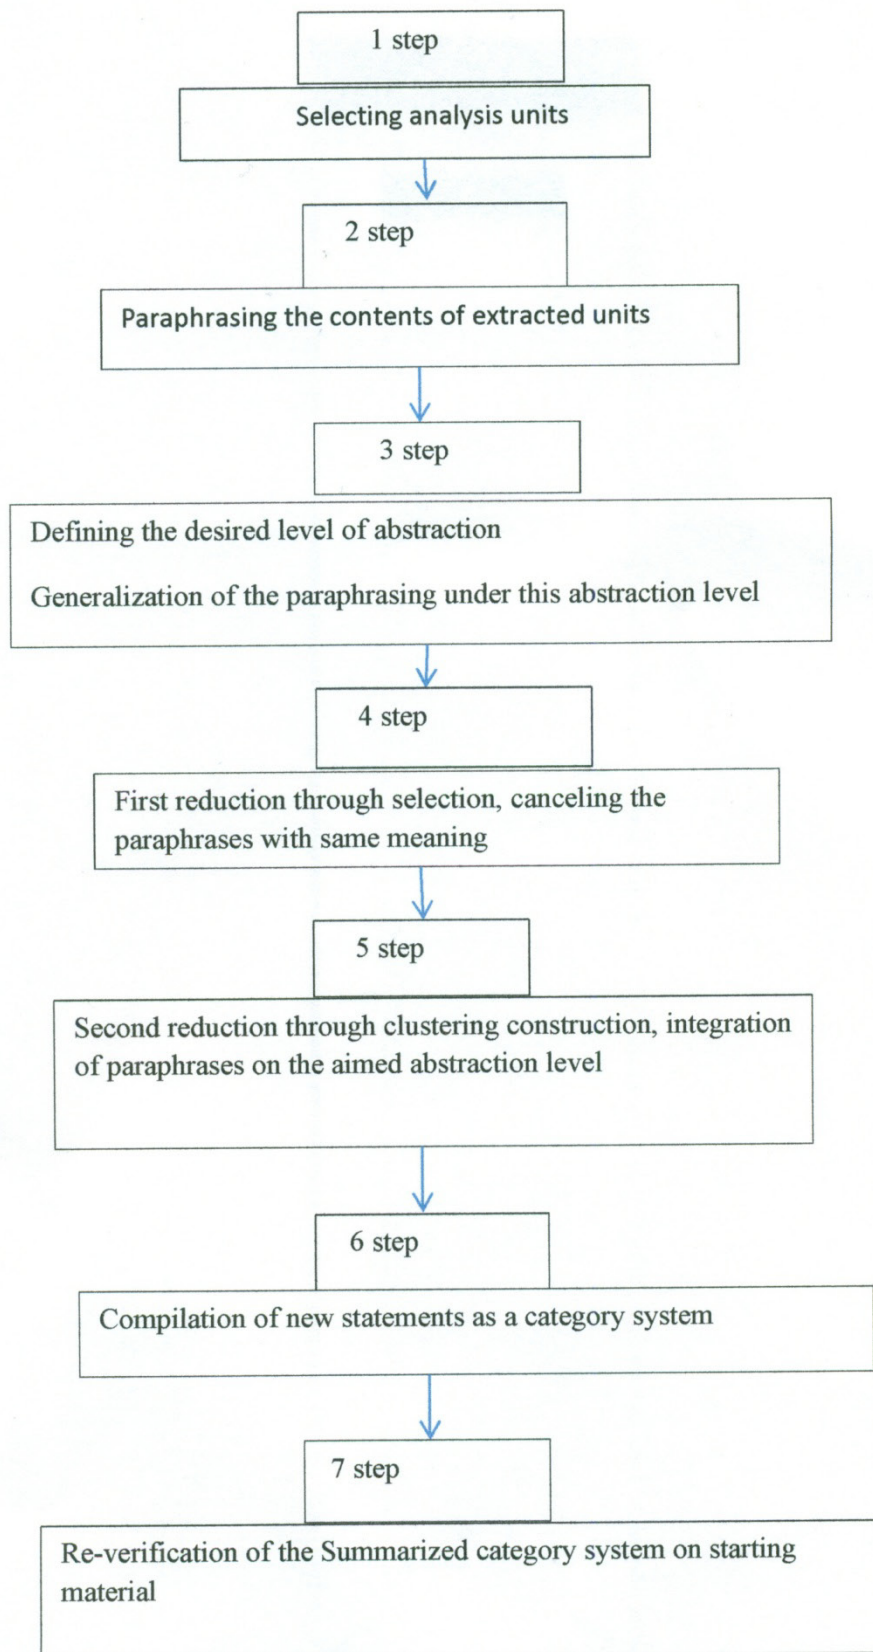 1 step
Selecting analysis units
2 step
Paraphrasing the contents of extracted units
3 step
Defining the desired level of abstraction
Generalization of the paraphrasing under this abstraction level
4 step
First reduction through selection, canceling the
paraphrases with same meaning
5 step
Second reduction through clustering construction, integration
of paraphrases on the aimed abstraction level
6 step
Compilation of new statements as a category system
7 step
Re-verification of the Summarized category system on starting
material